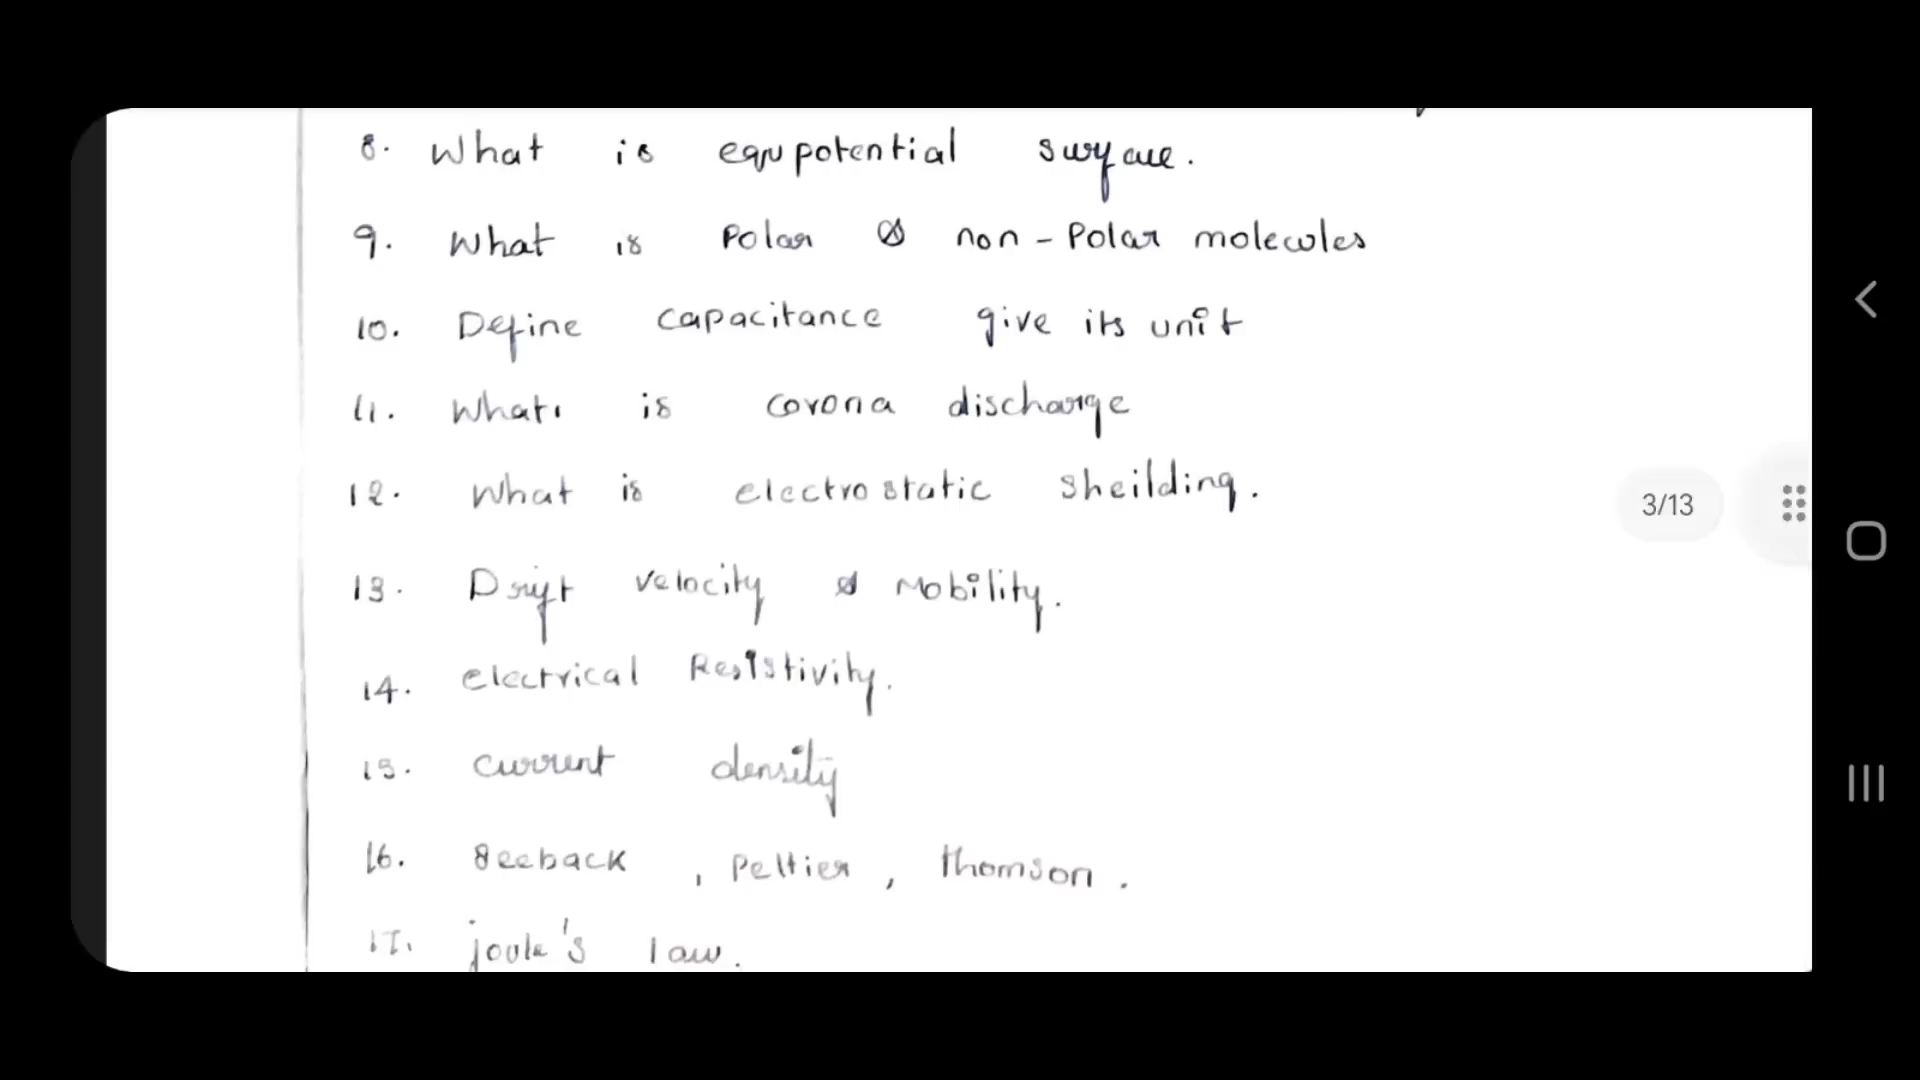 8. What is equpotential surface.
9. What is Polar & non-Polar molecules
10. Define capacitance give its unit
11. What is corona discharge
12. What is electrostatic sheilding.
3/13
13. Drift velocity & Mobility.
14. electrical Resistivity.
15. current density
16. Seeback, Peltier, thomson.
17. joule's law.